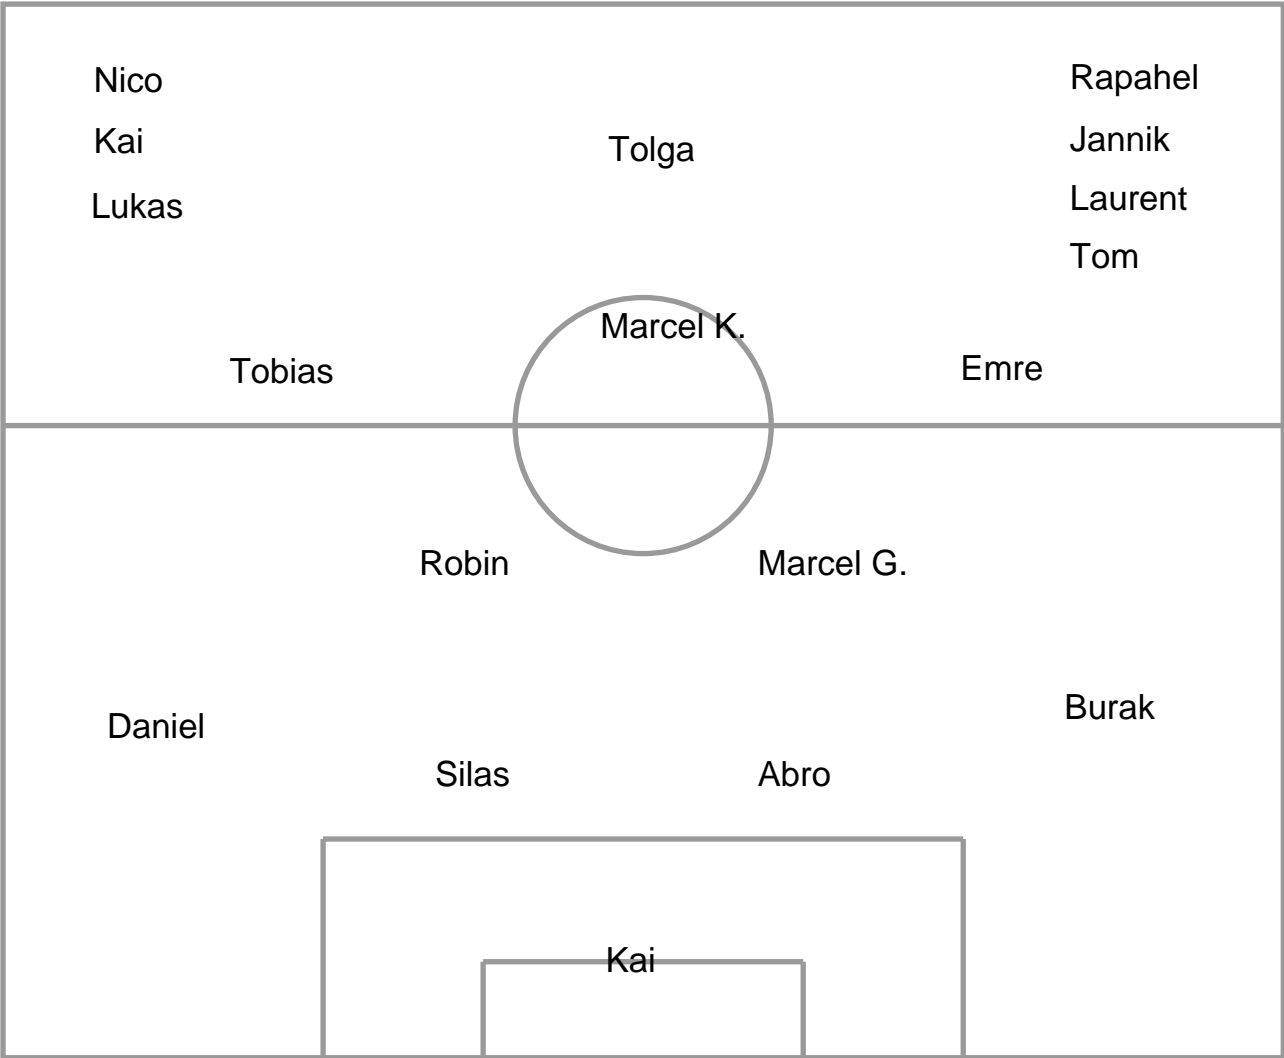 Nico
Kai
Lukas
Tolga
Rapahel
Jannik
Laurent
Tom
Marcel K.
Tobias
Emre
Robin
Marcel G.
Daniel
Burak
Silas
Abro
Kai